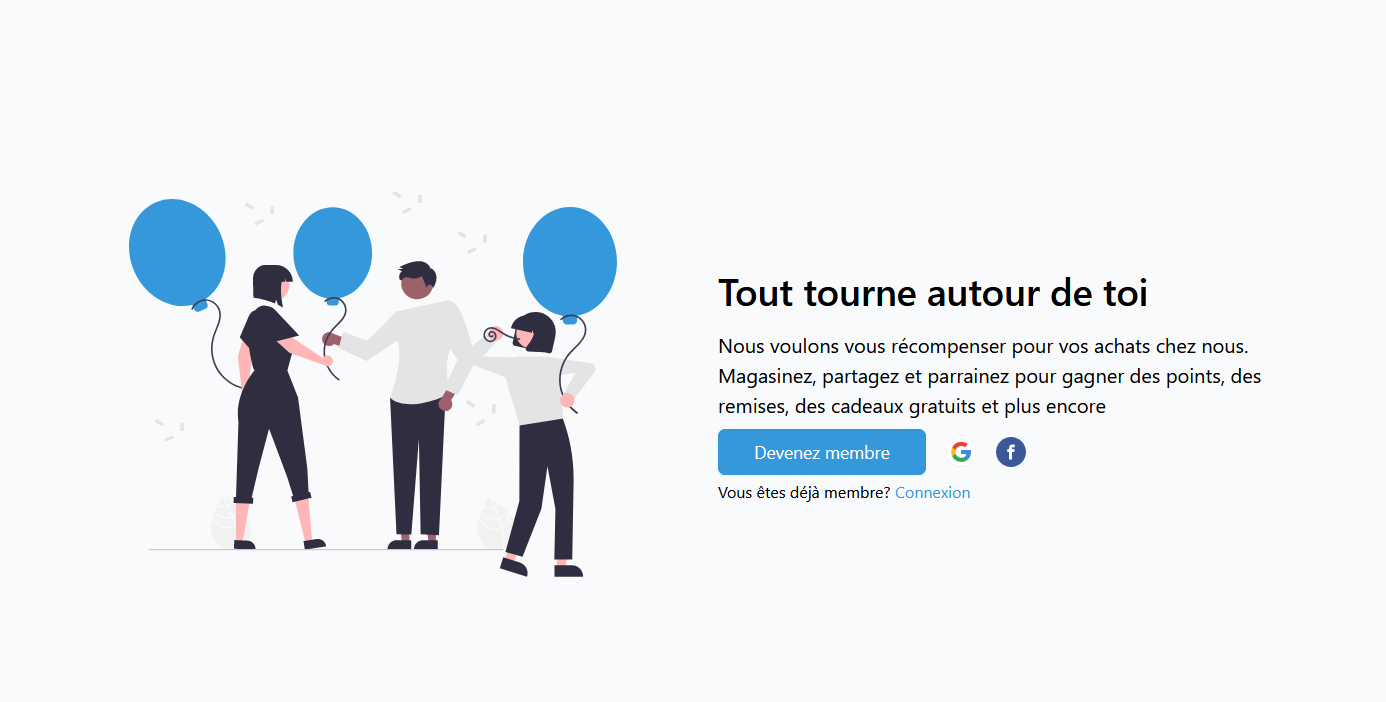 Tout tourne autour de toi
Nous voulons vous récompenser pour vos achats chez nous.
Magasinez, partagez et parrainez pour gagner des points, des
remises, des cadeaux gratuits et plus encore
Devenez membre
Vous êtes déjà membre? Connexion